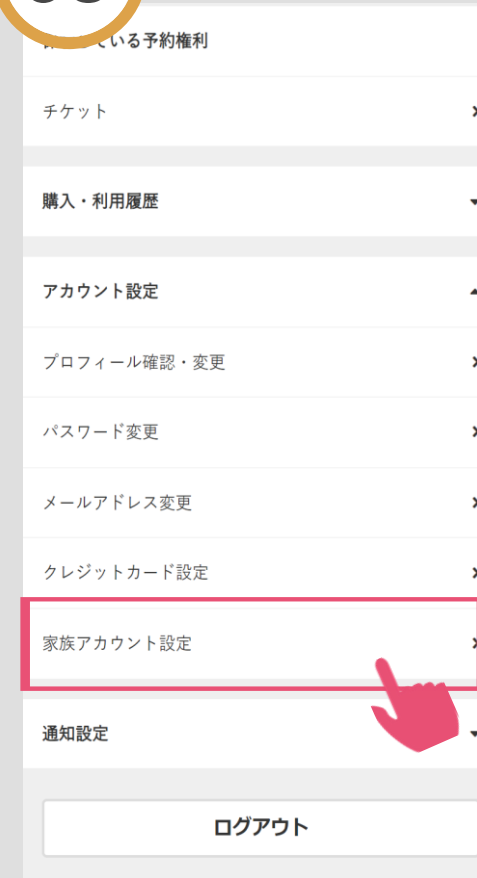 いる予約権利
チケット
購入・利用履歴
アカウント設定
プロフィール確認・変更
パスワード変更
メールアドレス変更
クレジットカード設定
家族アカウント設定
通知設定
ログアウト